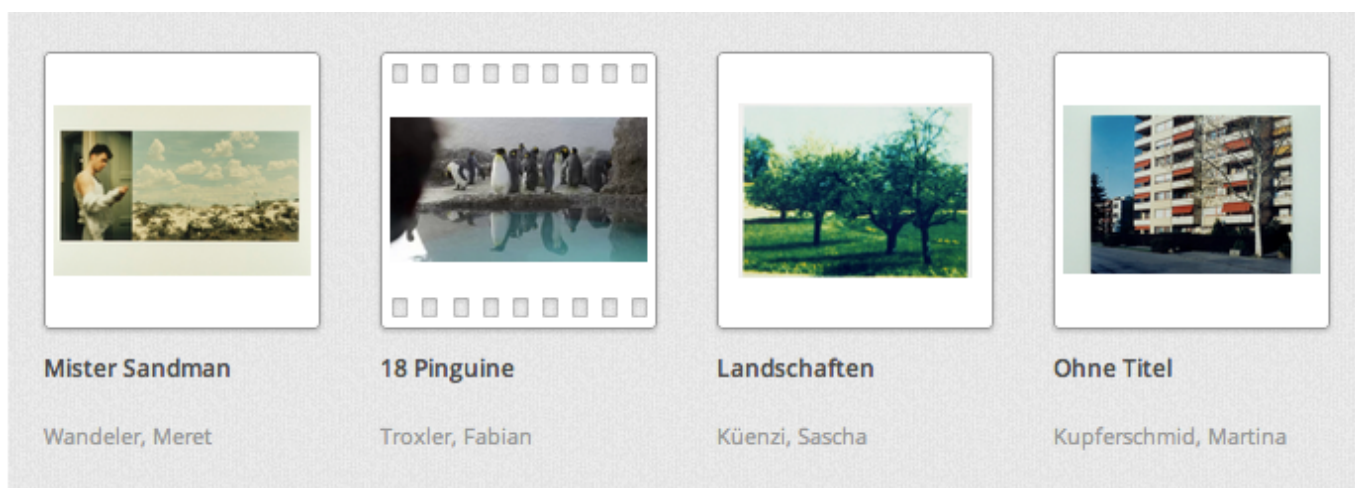 Mister Sandman
Wandeler, Meret
18 Pinguine
Troxler, Fabian
Landschaften
Küenzi, Sascha
Ohne Titel
Kupferschmid, Martina